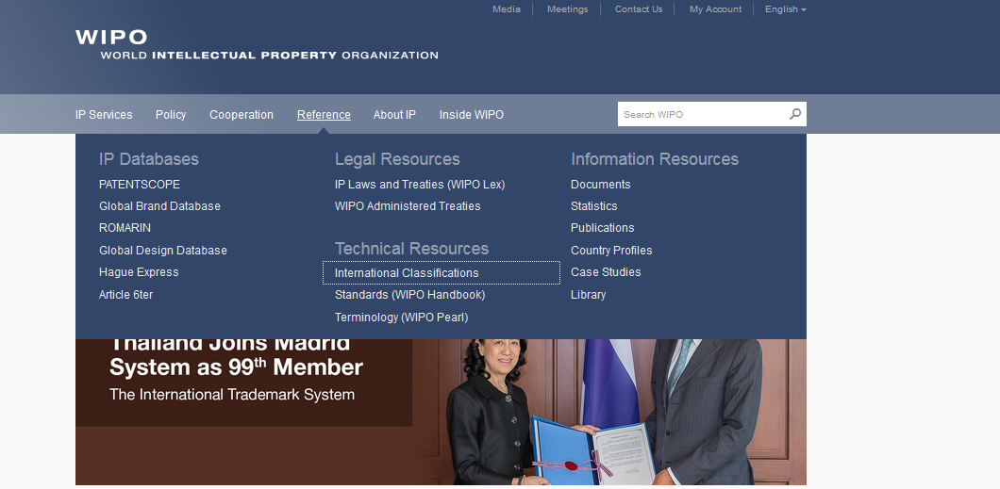 Media
Meetings
Contact Us
My Account
English
WIPO
WORLD INTELLECTUAL PROPERTY ORGANIZATION
IP Services
Policy
Cooperation
Reference
About IP
Inside WIPO
Search WIPO
IP Databases
PATENTSCOPE
Global Brand Database
ROMARIN
Global Design Database
Hague Express
Article 6ter
Legal Resources
IP Laws and Treaties (WIPO Lex)
WIPO Administered Treaties
Technical Resources
International Classifications
Standards (WIPO Handbook)
Terminology (WIPO Pearl)
Information Resources
Documents
Statistics
Publications
Country Profiles
Case Studies
Library
Thailand Joins Madrid
System as 99th Member
The International Trademark System